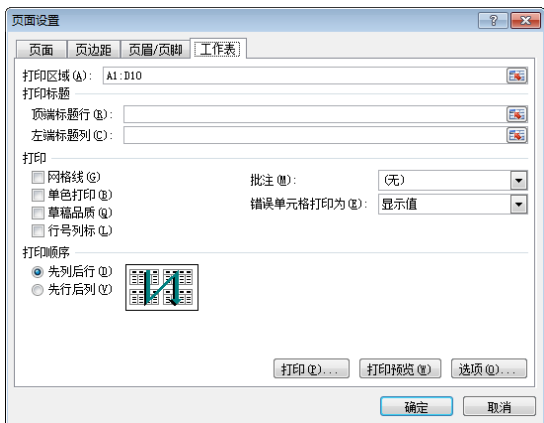 页面设置
页面 页边距 页眉/页脚 工作表
打印区域(A): A1:D10
打印标题
顶端标题行(R):
左端标题列(C):
打印
网格线(G) 批注(M): (无)
单色打印(B) 错误单元格打印为(E): 显示值
草稿品质(Q)
行号列标(L)
打印顺序
先列后行(D)
先行后列(V)
打印(P)... 打印预览(W) 选项(O)...
确定 取消